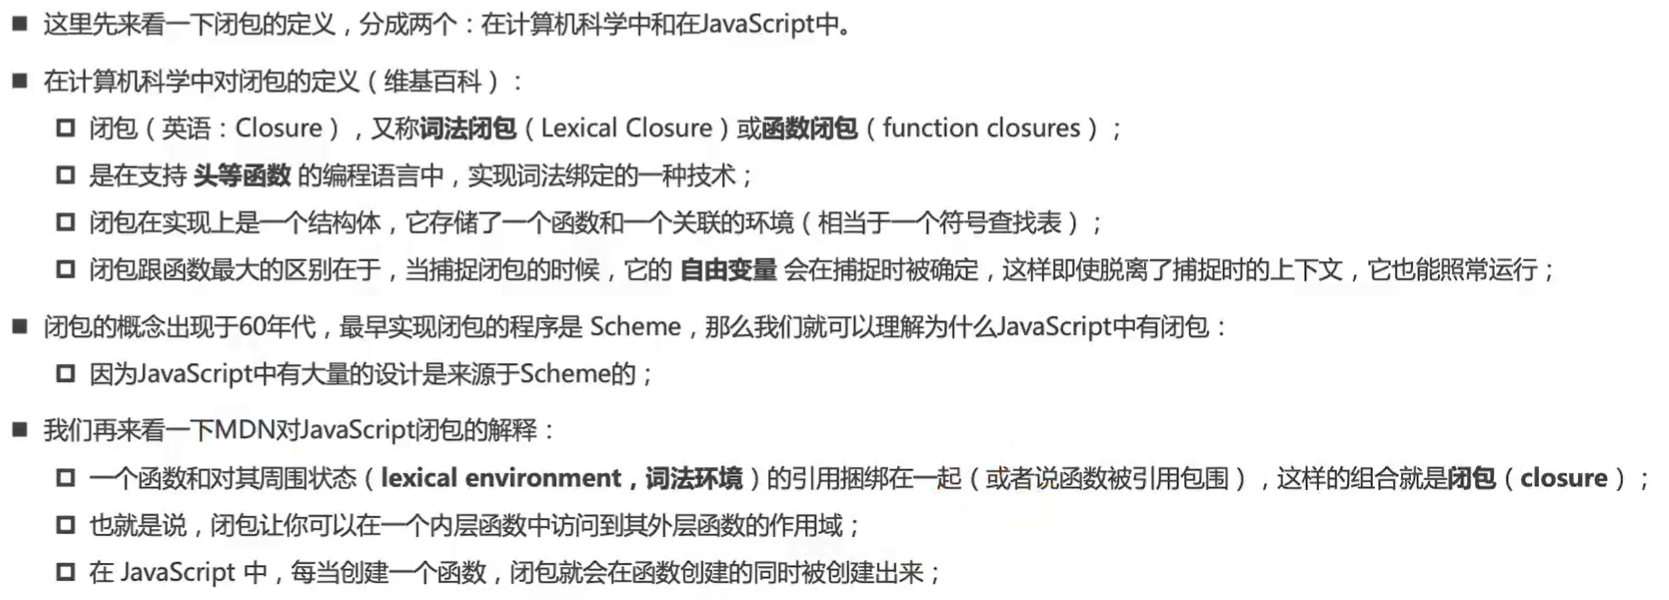 ■ 这里先来看一下闭包的定义，分成两个：在计算机科学中和在JavaScript中。
■ 在计算机科学中对闭包的定义（维基百科）：
闭包（英语：Closure），又称词法闭包（Lexical Closure）或函数闭包（function closures）；
是在支持 头等函数 的编程语言中，实现词法绑定的一种技术；
闭包在实现上是一个结构体，它存储了一个函数和一个关联的环境（相当于一个符号查找表）；
闭包跟函数最大的区别在于，当捕捉闭包的时候，它的 自由变量 会在捕捉时被确定，这样即使脱离了捕捉时的上下文，它也能照常运行；
■ 闭包的概念出现于60年代，最早实现闭包的程序是 Scheme，那么我们就可以理解为什么JavaScript中有闭包：
因为JavaScript中有大量的设计是来源于Scheme的；
■ 我们再来看一下MDN对JavaScript闭包的解释：
一个函数和对其周围状态（lexical environment，词法环境）的引用捆绑在一起（或者说函数被引用包围），这样的组合就是闭包（closure）；
也就是说，闭包让你可以在一个内层函数中访问到其外层函数的作用域；
在 JavaScript 中，每当创建一个函数，闭包就会在函数创建的同时被创建出来；